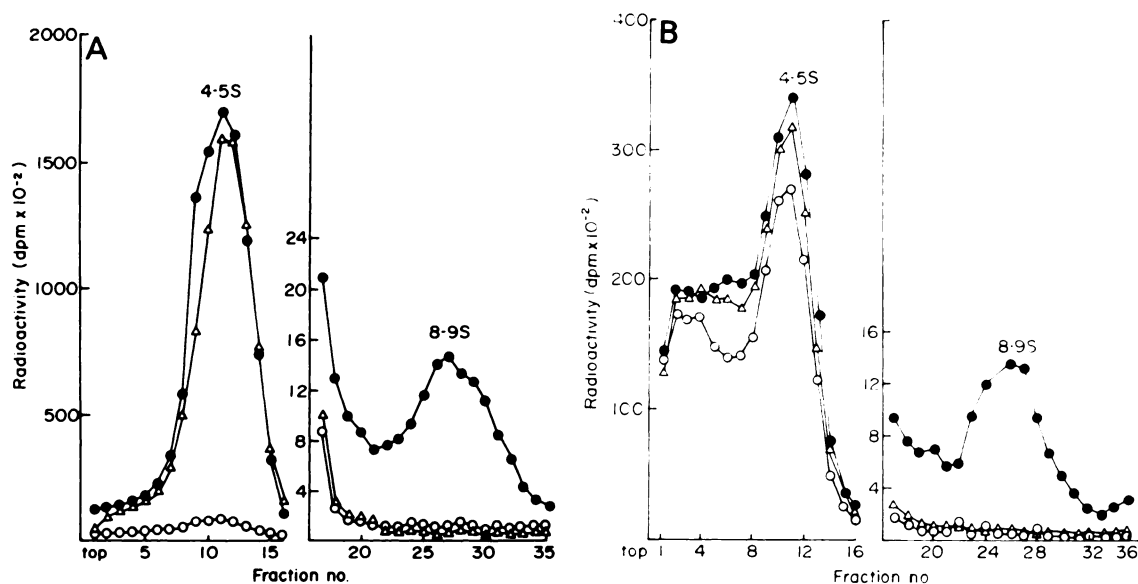 A
2000
1500
1000
500
4·5S
Radioactivity (dpm x 10-2)
top
5
10
15
24
20
16
12
8
4
8·9S
20
25
30
35
Fraction no.
B
400
300
200
100
4·5S
Radioactivity (dpm x 10-2)
top
1
4
8
12
16
16
12
8
4
8·9S
20
24
28
32
36
Fraction no